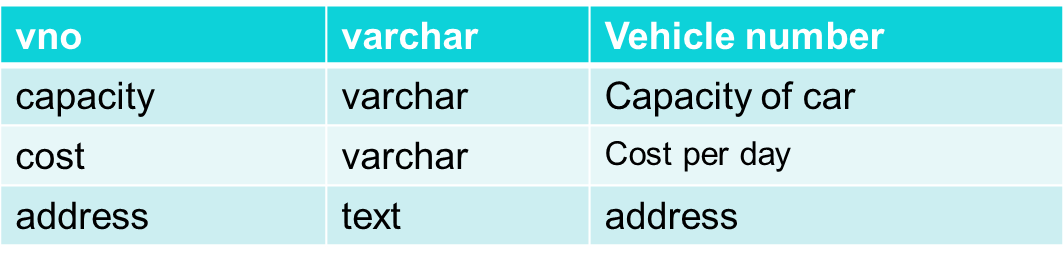 vno varchar Vehicle number
capacity varchar Capacity of car
cost varchar Cost per day
address text address